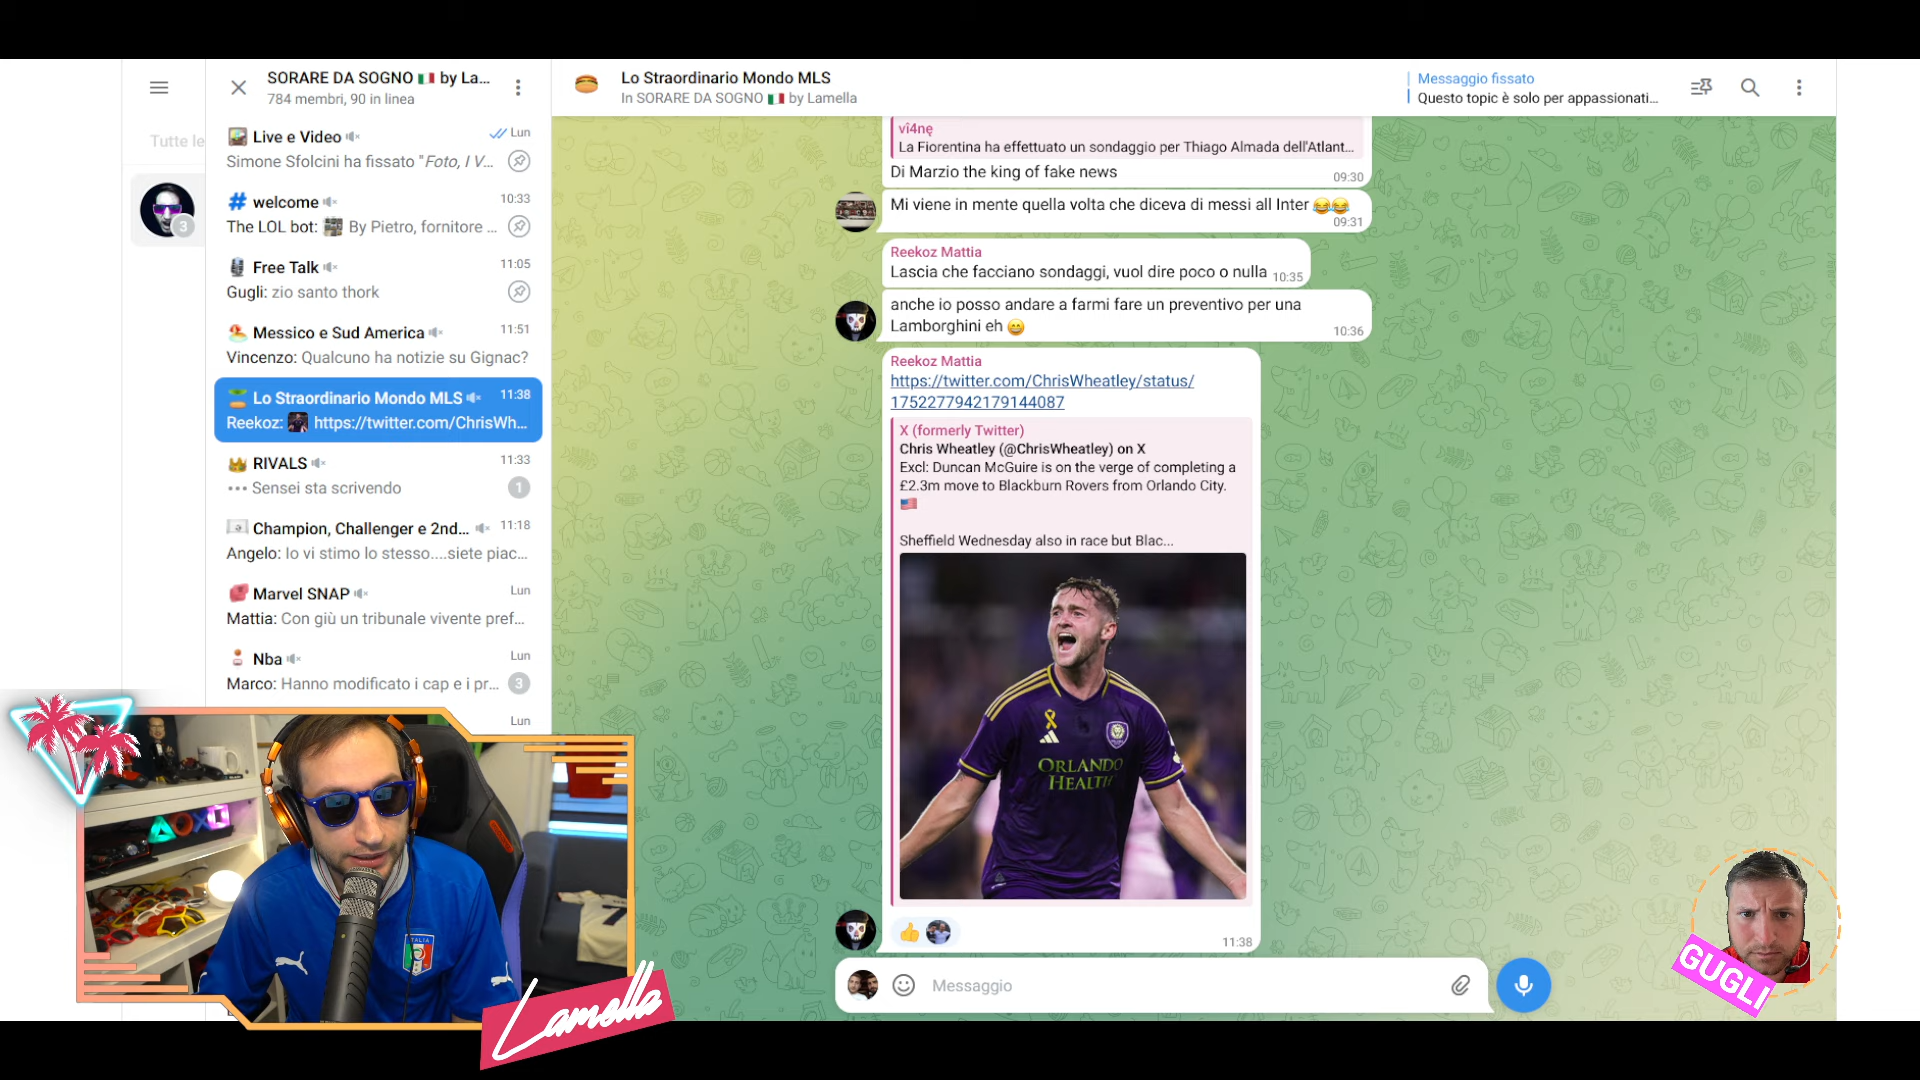 SORARE DA SOGNO 🇮🇹 by La...
784 membri, 90 in linea
Tutte le
3
Live e Video
Lun
Simone Sfolcini ha fissato "Foto, I V...
welcome
10:33
The LOL bot: By Pietro, fornitore ...
Free Talk
11:05
Gugli: zio santo thork
Messico e Sud America
11:51
Vincenzo: Qualcuno ha notizie su Gignac?
Lo Straordinario Mondo MLS
11:38
Reekoz: https://twitter.com/ChrisWh...
RIVALS
11:33
Sensei sta scrivendo
1
Champion, Challenger e 2nd...
11:18
Angelo: Io vi stimo lo stesso....siete piac...
Marvel SNAP
Lun
Mattia: Con giù un tribunale vivente pref...
Nba
Lun
Marco: Hanno modificato i cap e i pr...
3
Lun
Lo Straordinario Mondo MLS
In SORARE DA SOGNO 🇮🇹 by Lamella
Messaggio fissato
Questo topic è solo per appassionati...
vî4nę
La Fiorentina ha effettuato un sondaggio per Thiago Almada dell'Atlant...
Di Marzio the king of fake news
09:30
Mi viene in mente quella volta che diceva di messi all Inter 😂😂
09:31
Reekoz Mattia
Lascia che facciano sondaggi, vuol dire poco o nulla
10:35
anche io posso andare a farmi fare un preventivo per una
Lamborghini eh 😄
10:36
Reekoz Mattia
https://twitter.com/ChrisWheatley/status/
1752277942179144087
X (formerly Twitter)
Chris Wheatley (@ChrisWheatley) on X
Excl: Duncan McGuire is on the verge of completing a
£2.3m move to Blackburn Rovers from Orlando City.
🇺🇸
Sheffield Wednesday also in race but Blac...
ORLANDO
HEALTH
👍
11:38
Messaggio
ITALIA
Lamella
GUGLI